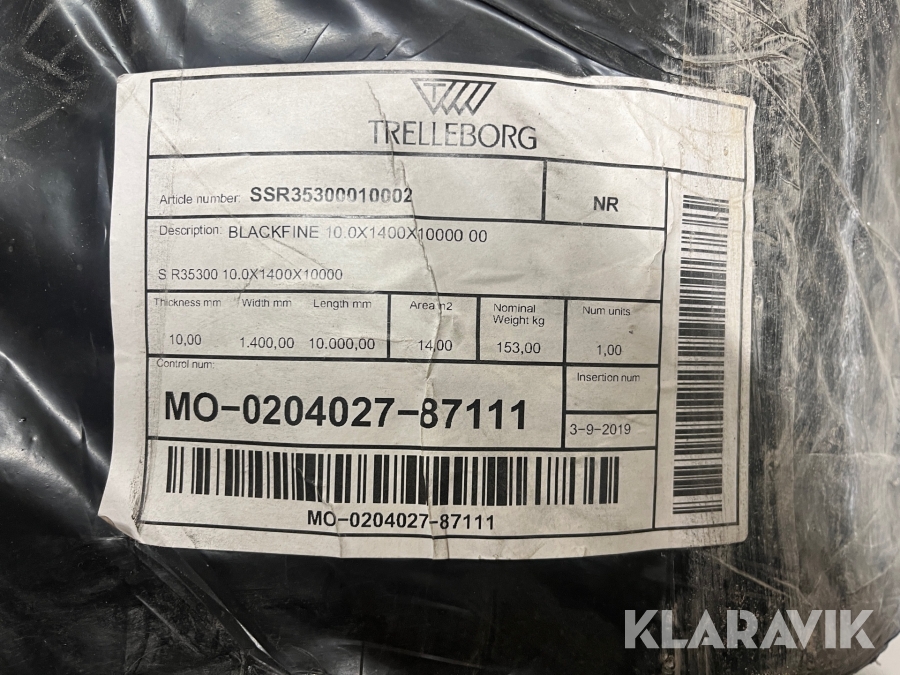 TRELLEBORG
Article number: SSR35300010002
NR
Description: BLACKFINE 10.0X1400X10000 00
S R35300 10.0X1400X10000
Thickness mm Width mm Length mm Area m2 Nominal Weight kg Num units
10,00 1.400,00 10.000,00 14,00 153,00 1,00
Control num:
MO-0204027-87111
Insertion num
3-9-2019
MO-0204027-87111
KLARAVIK